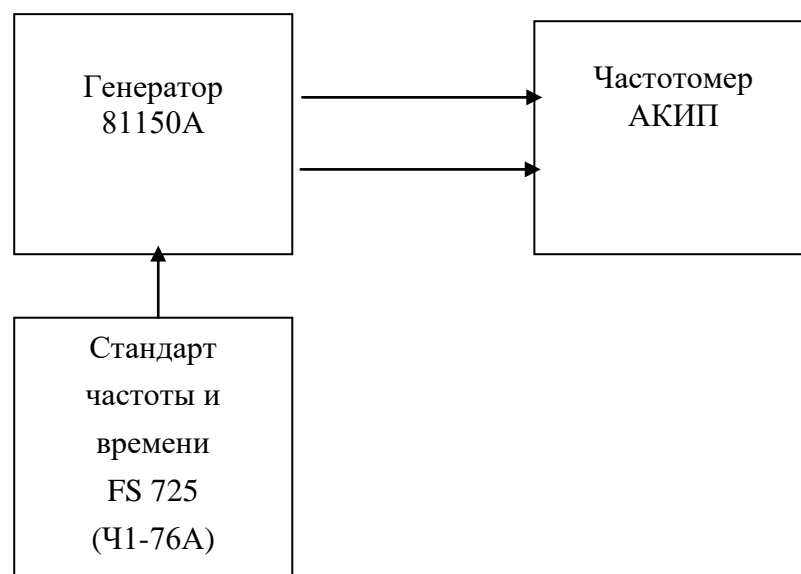 Генератор
81150А
Частотомер
АКИП
Стандарт
частоты и
времени
FS 725
(Ч1-76А)